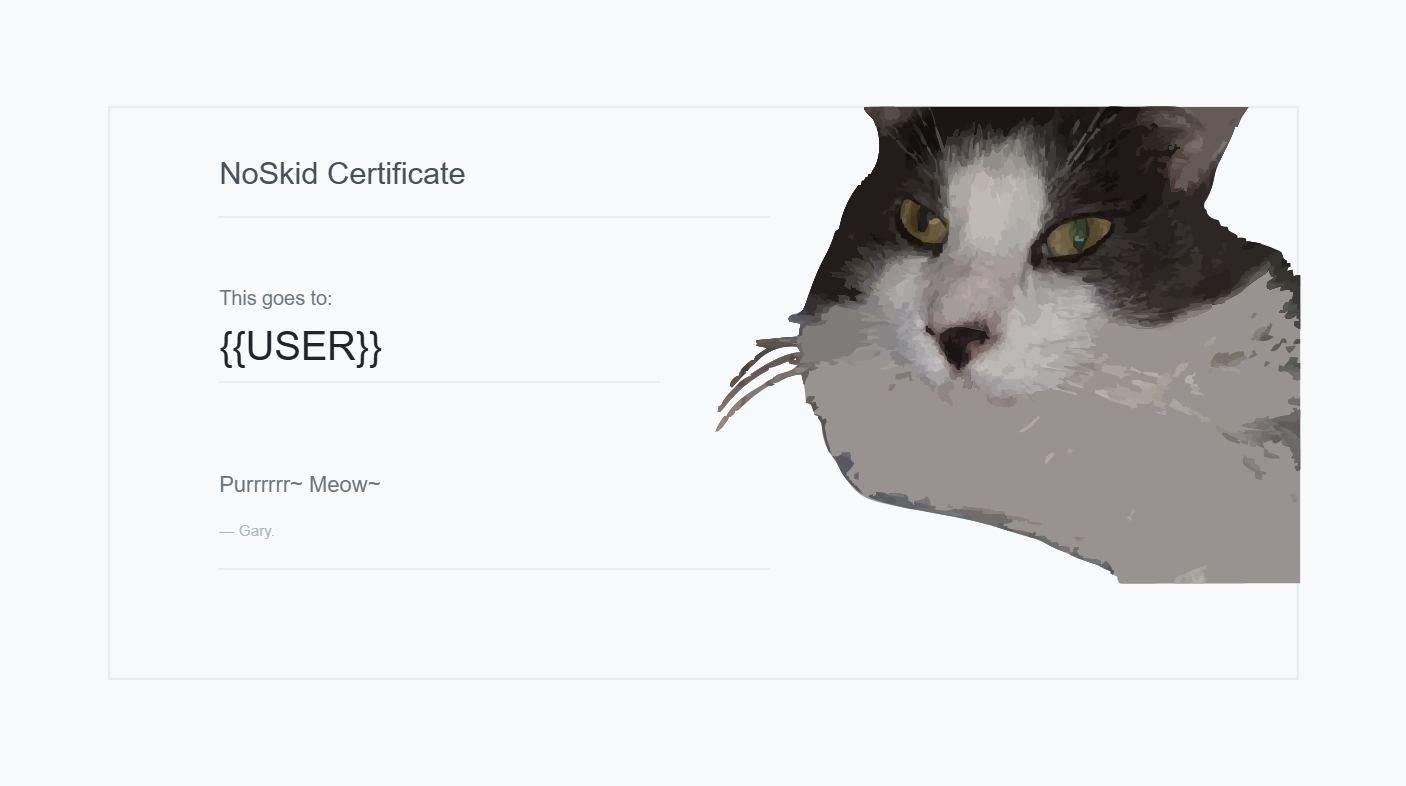 NoSkid Certificate
This goes to:
{{USER}}
Purrrrrr~ Meow~
— Gary.